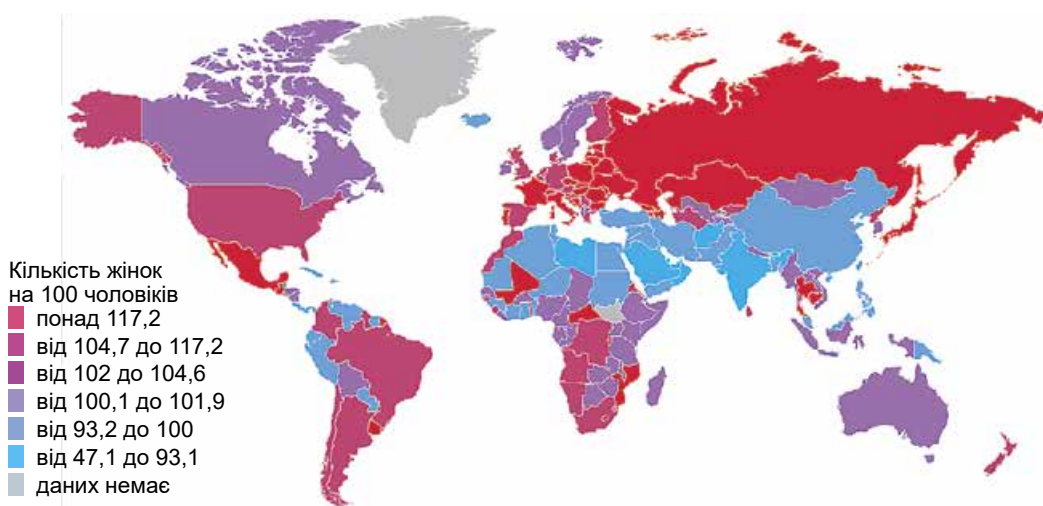 Кількість жінок
на 100 чоловіків
понад 117,2
від 104,7 до 117,2
від 102 до 104,6
від 100,1 до 101,9
від 93,2 до 100
від 47,1 до 93,1
даних немає